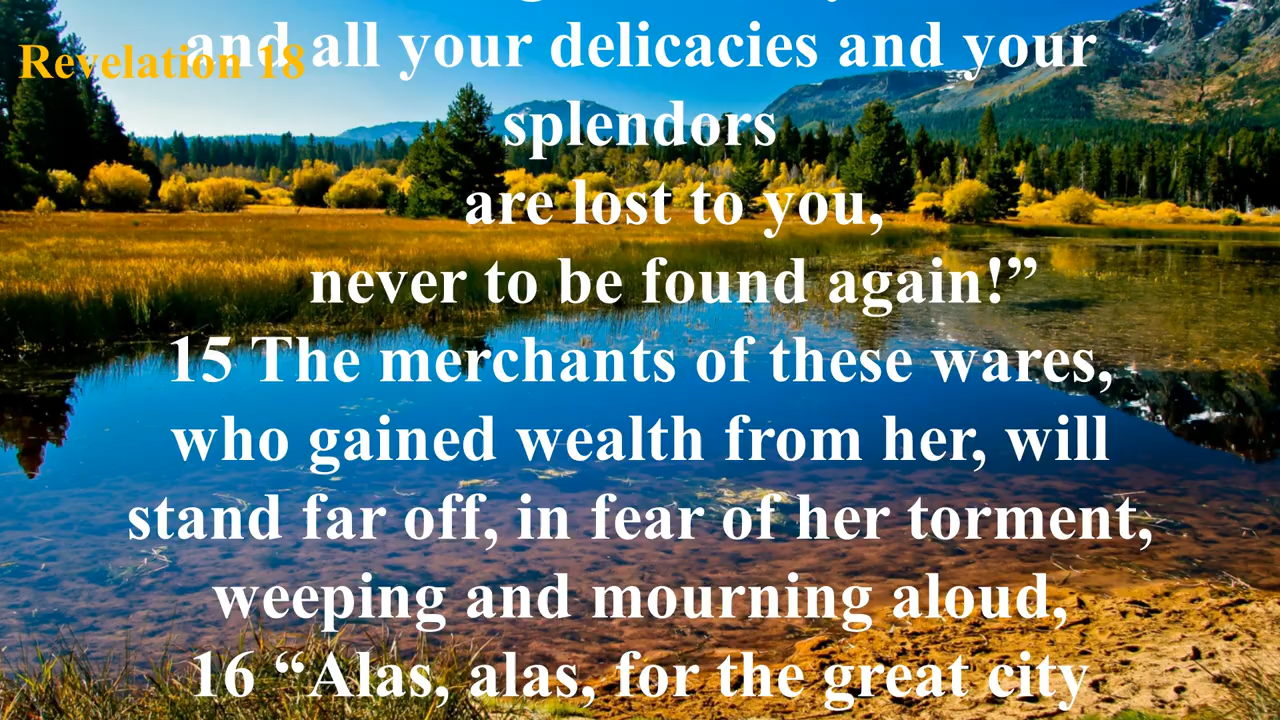 Revelation 18
and all your delicacies and your
splendors
are lost to you,
never to be found again!”
15 The merchants of these wares,
who gained wealth from her, will
stand far off, in fear of her torment,
weeping and mourning aloud,
16 “Alas, alas, for the great city